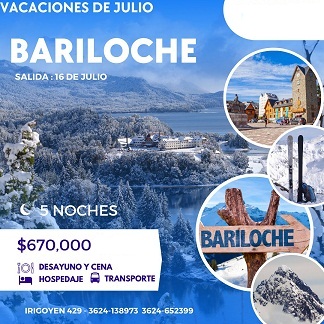 VACACIONES DE JULIO
BARILOCHE
SALIDA : 16 DE JULIO
5 NOCHES
BARILOCHE
$670,000
DESAYUNO Y CENA
HOSPEDAJE TRANSPORTE
IRIGOYEN 429 - 3624-138973 3624-652399